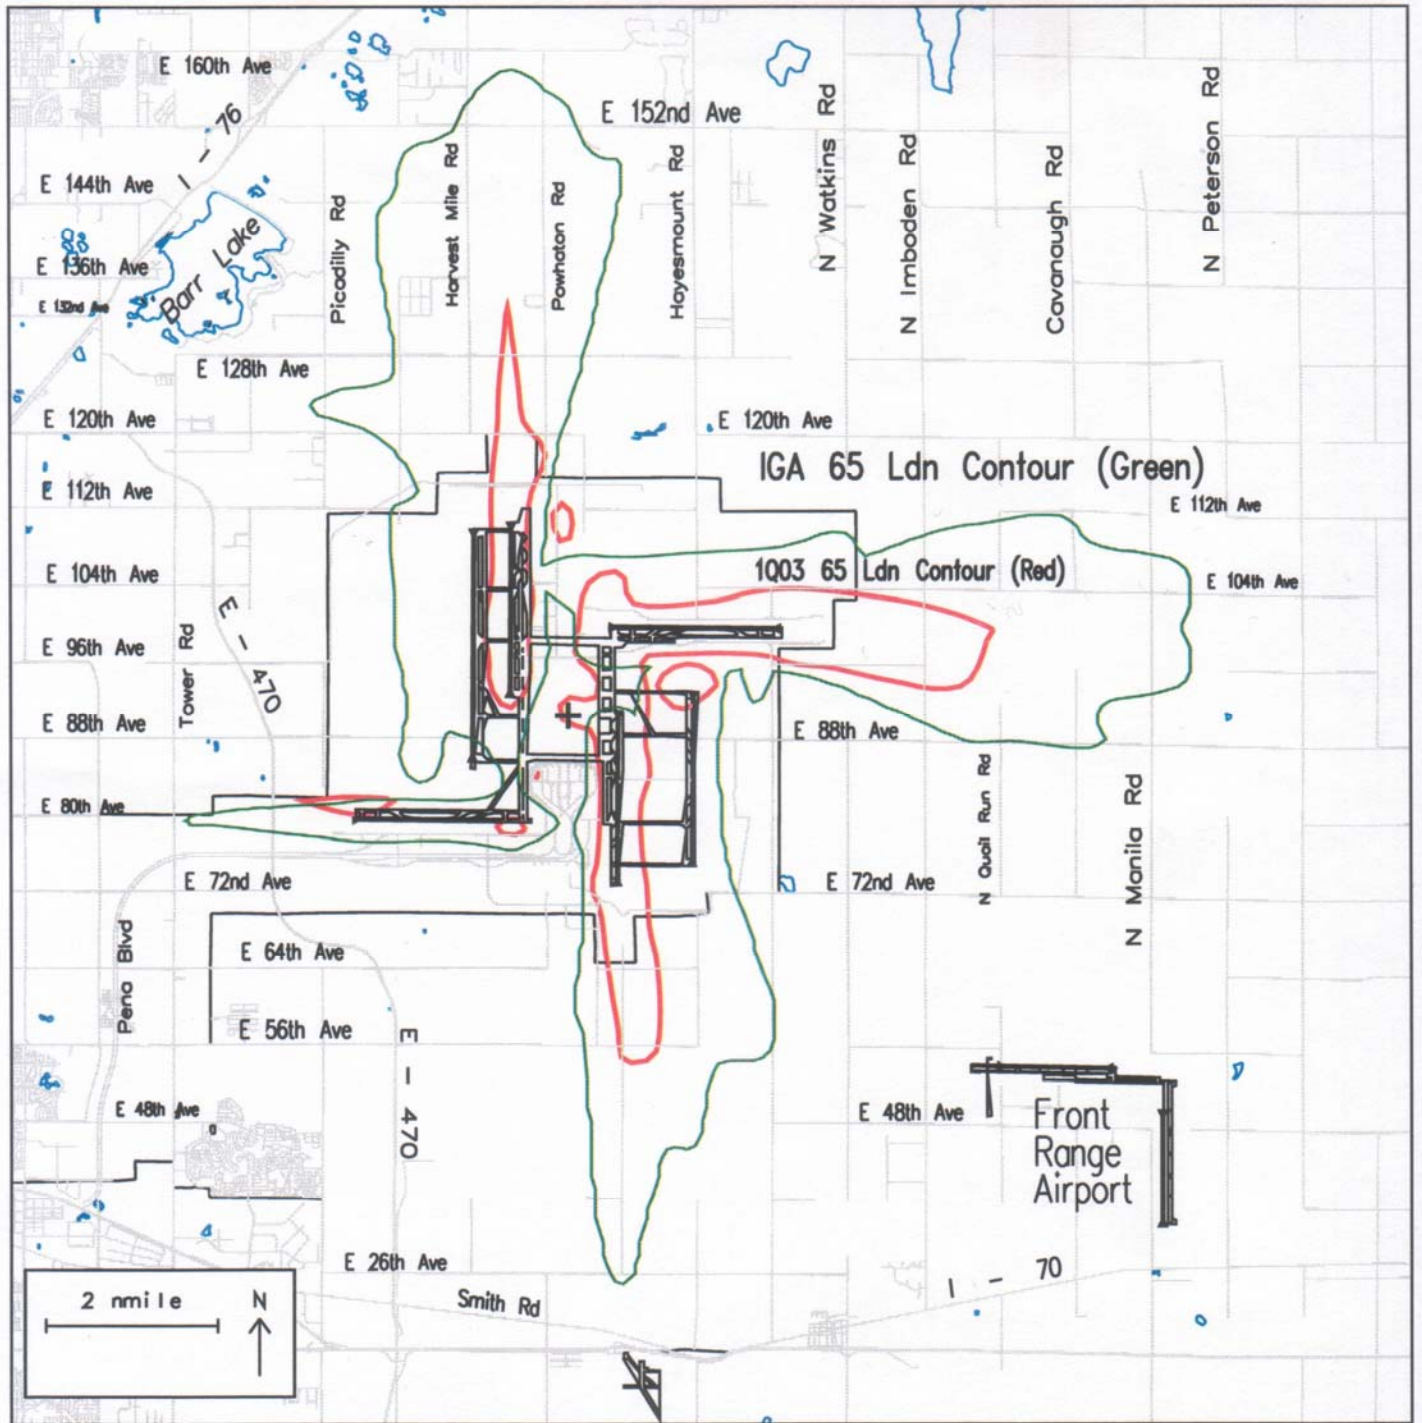 E 160th Ave
I - 76
E 152nd Ave
E 144th Ave
E 136th Ave
E 132nd Ave
Barr Lake
Picadilly Rd
Harvest Mile Rd
Powhaton Rd
Hayesmount Rd
N Watkins Rd
N Imboden Rd
Cavanaugh Rd
N Peterson Rd
E 128th Ave
E 120th Ave
E 120th Ave
IGA 65 Ldn Contour (Green)
E 112th Ave
E 112th Ave
1Q03 65 Ldn Contour (Red)
E 104th Ave
E 104th Ave
E - 470
E 96th Ave
Tower Rd
E 88th Ave
E 88th Ave
E 80th Ave
N Quail Run Rd
N Manila Rd
E 72nd Ave
E 72nd Ave
Pena Blvd
E 64th Ave
E 56th Ave
E - 470
E 48th Ave
E 48th Ave
Front
Range
Airport
E 26th Ave
Smith Rd
I - 70
2 nmile
N